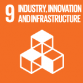 9 INDUSTRY, INNOVATION
AND INFRASTRUCTURE